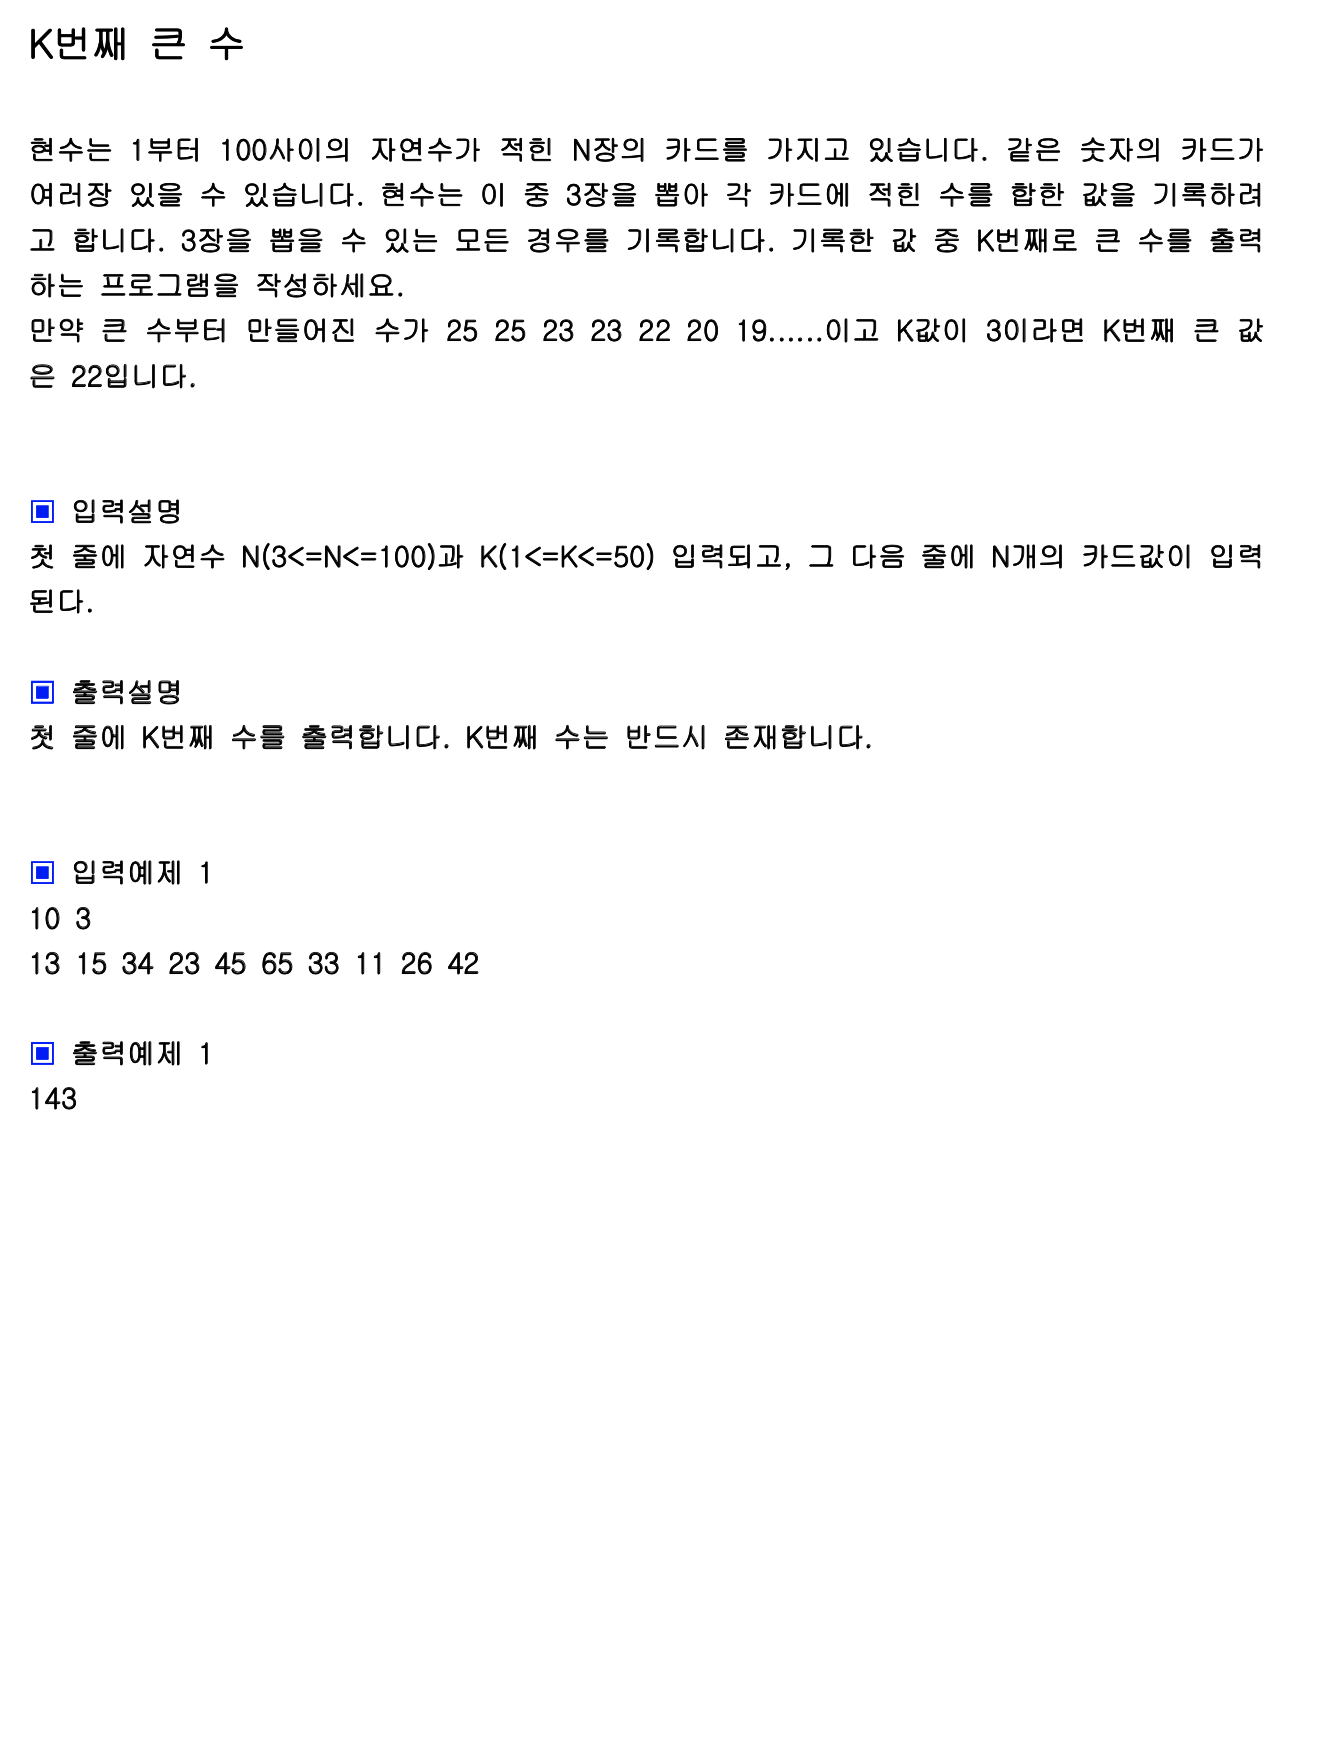 K번째 큰 수
현수는 1부터 100사이의 자연수가 적힌 N장의 카드를 가지고 있습니다. 같은 숫자의 카드가
여러장 있을 수 있습니다. 현수는 이 중 3장을 뽑아 각 카드에 적힌 수를 합한 값을 기록하려
고 합니다. 3장을 뽑을 수 있는 모든 경우를 기록합니다. 기록한 값 중 K번째로 큰 수를 출력
하는 프로그램을 작성하세요.
만약 큰 수부터 만들어진 수가 25 25 23 23 22 20 19......이고 K값이 3이라면 K번째 큰 값
은 22입니다.
▣ 입력설명
첫 줄에 자연수 N(3<=N<=100)과 K(1<=K<=50) 입력되고, 그 다음 줄에 N개의 카드값이 입력
된다.
▣ 출력설명
첫 줄에 K번째 수를 출력합니다. K번째 수는 반드시 존재합니다.
▣ 입력예제 1
10 3
13 15 34 23 45 65 33 11 26 42
▣ 출력예제 1
143